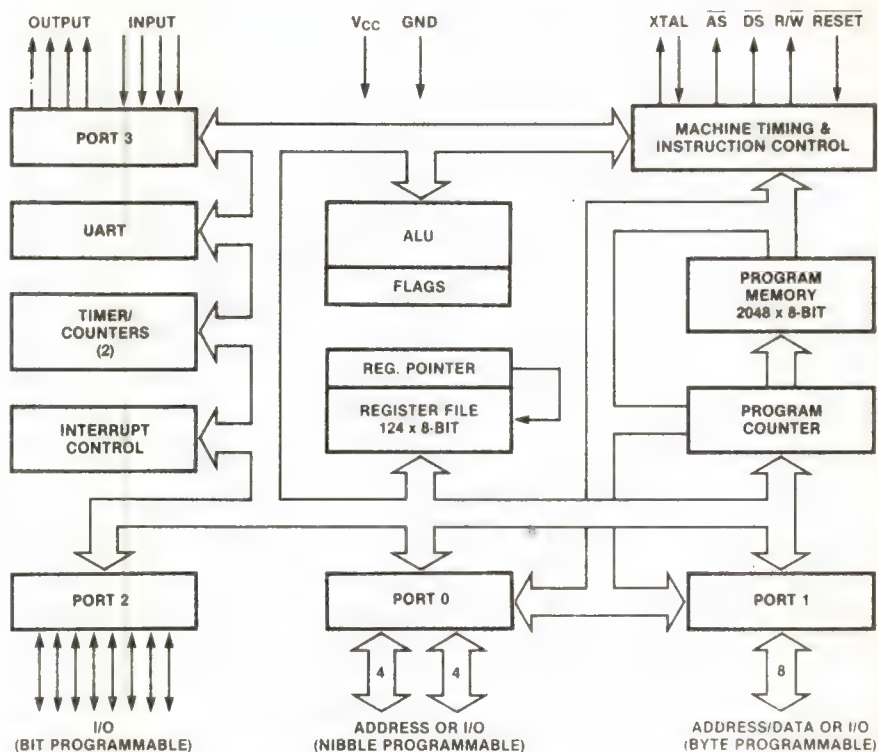 OUTPUT
INPUT
VCC
GND
XTAL
AS
DS
R/W
RESET
PORT 3
MACHINE TIMING &
INSTRUCTION CONTROL
UART
ALU
FLAGS
PROGRAM
MEMORY
2048 x 8-BIT
TIMER/
COUNTERS
(2)
REG. POINTER
REGISTER FILE
124 x 8-BIT
PROGRAM
COUNTER
INTERRUPT
CONTROL
PORT 2
PORT 0
PORT 1
4
4
8
I/O
(BIT PROGRAMMABLE)
ADDRESS OR I/O
(NIBBLE PROGRAMMABLE)
ADDRESS/DATA OR I/O
(BYTE PROGRAMMABLE)